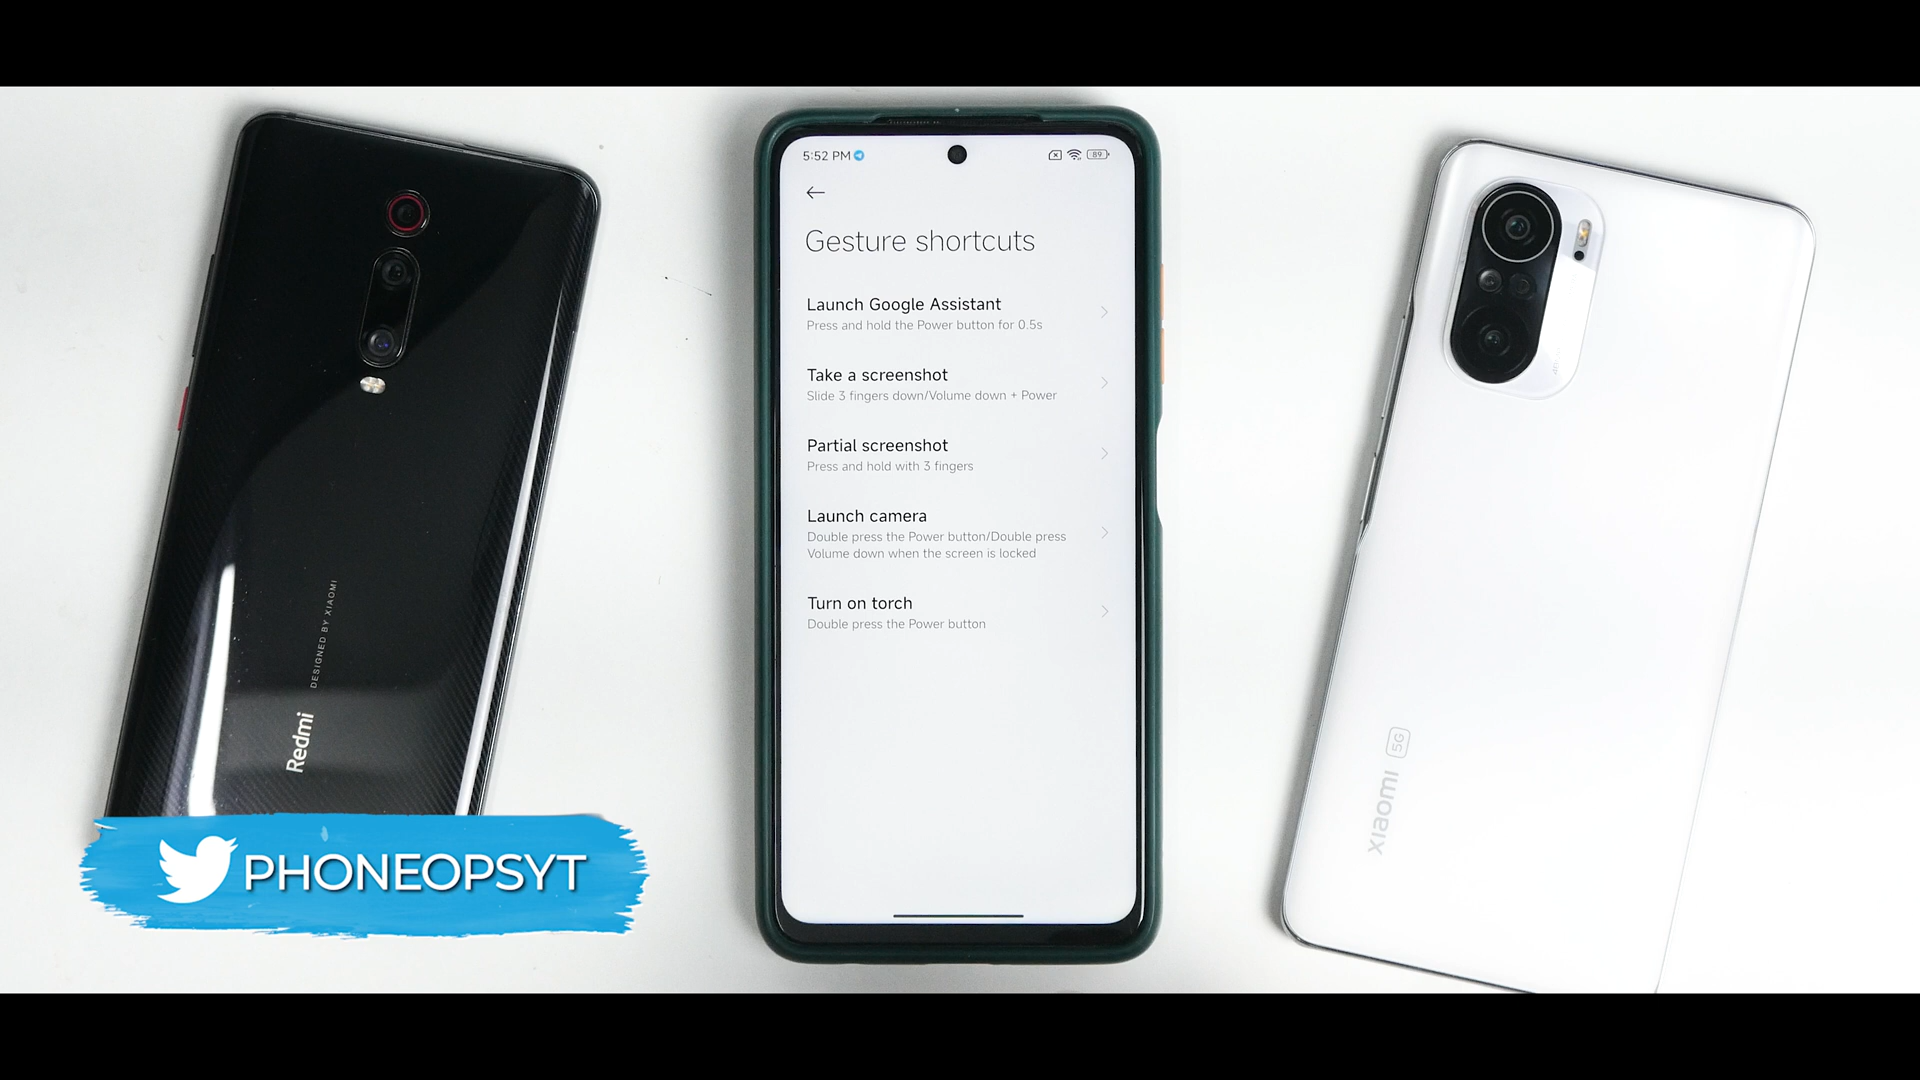 5:52 PM
89
Gesture shortcuts
Launch Google Assistant
Press and hold the Power button for 0.5s
Take a screenshot
Slide 3 fingers down/Volume down + Power
Partial screenshot
Press and hold with 3 fingers
Launch camera
Double press the Power button/Double press
Volume down when the screen is locked
Turn on torch
Double press the Power button
Redmi
DESIGNED BY XIAOMI
xiaomi 5G
PHONEOPSYT